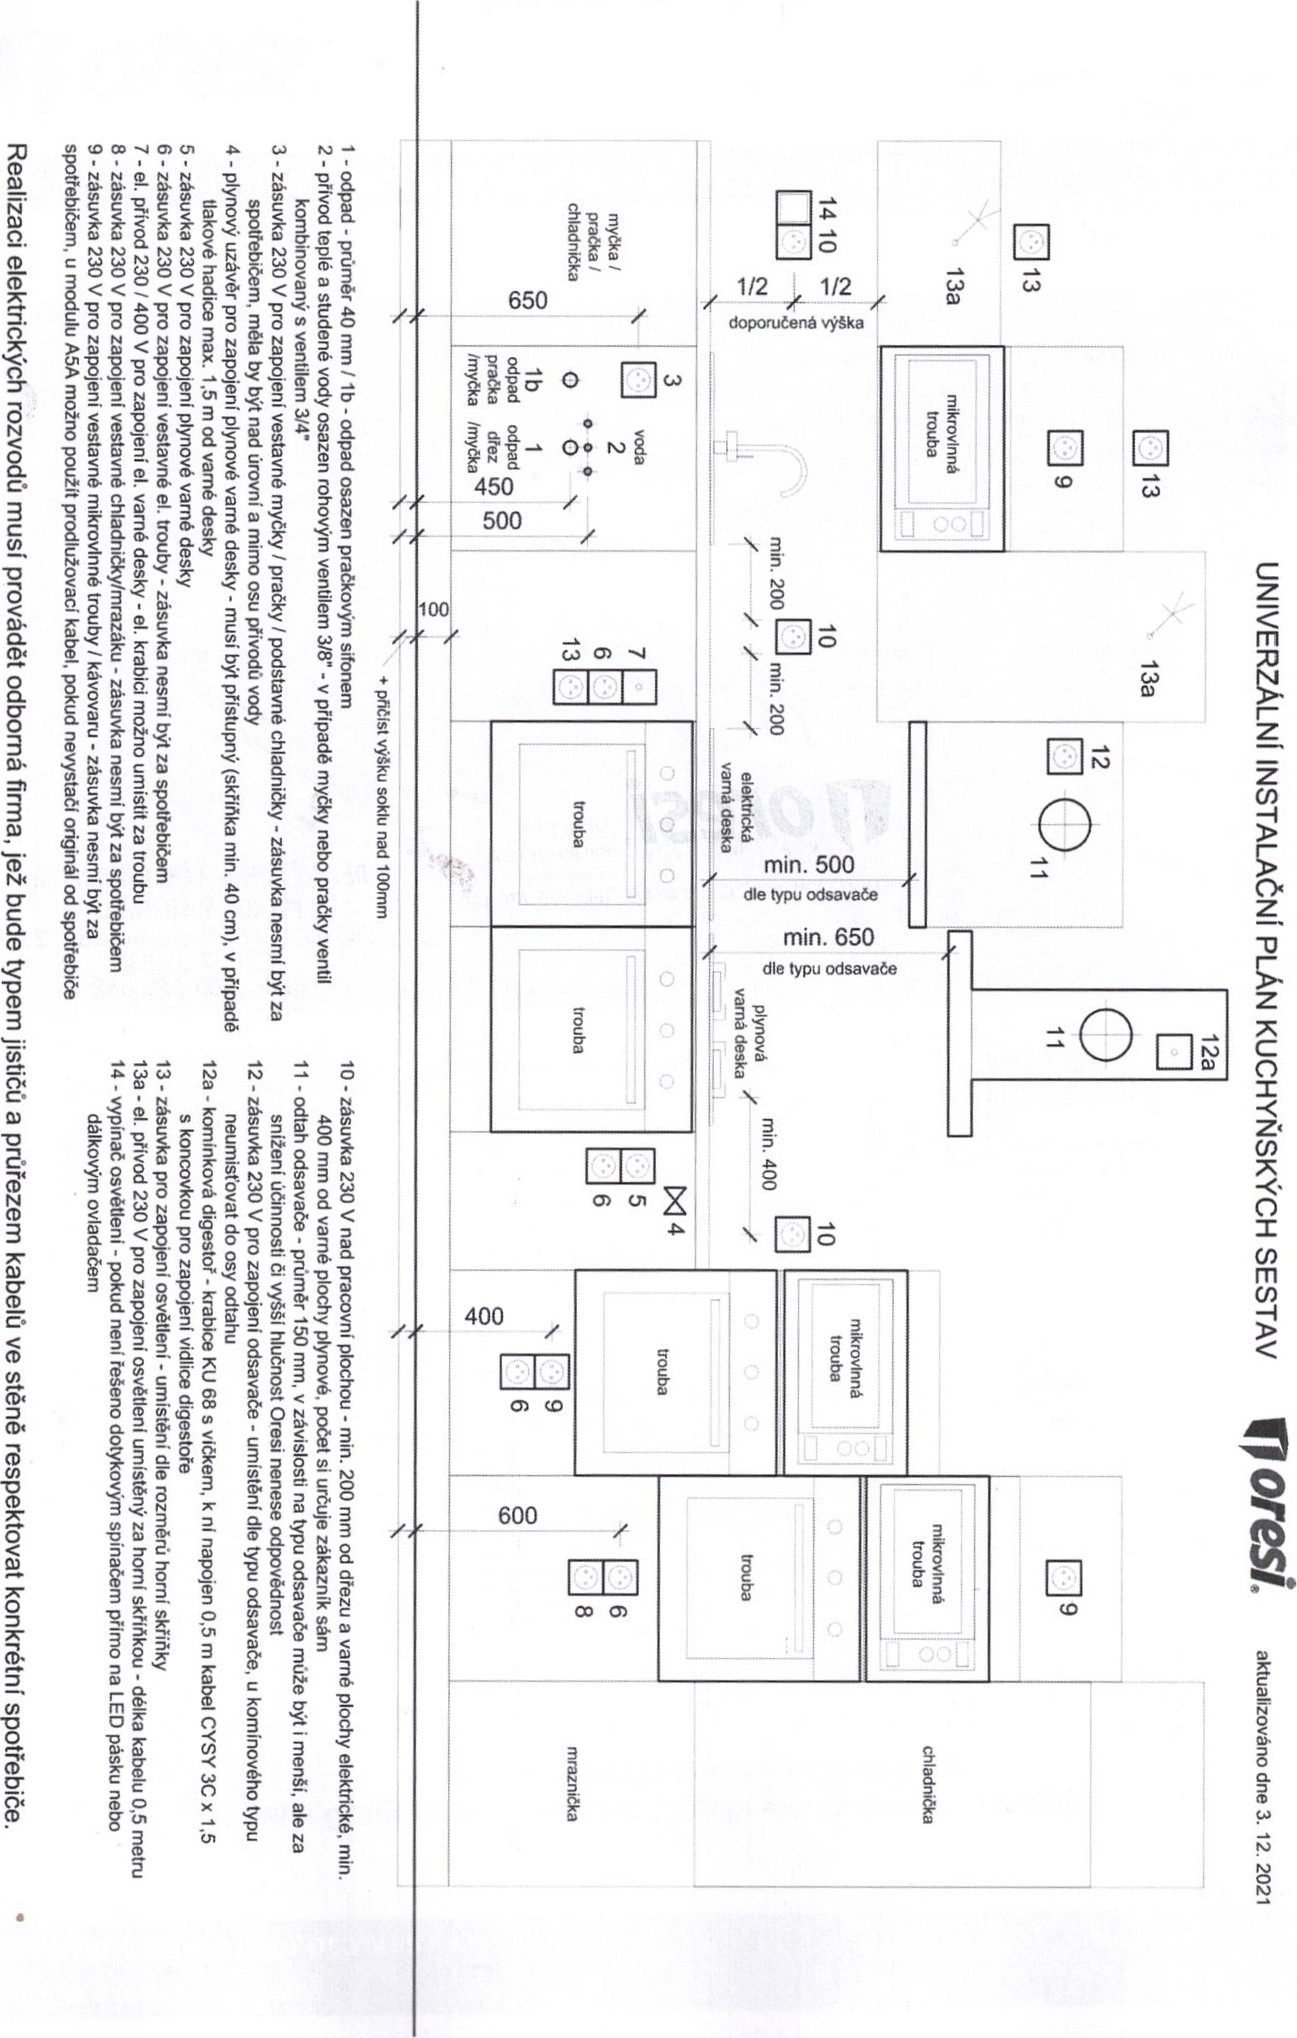 UNIVERZÁLNÍ INSTALAČNÍ PLÁN KUCHYŇSKÝCH SESTAV
oresi®
aktualizováno dne 3. 12. 2021
13
13a
13
9
mikrovlnná
trouba
13a
12
11
12a
11
9
14 10
1/2
1/2
doporučená výška
min. 200
10
min. 200
elektrická
varná deska
min. 500
dle typu odsavače
min. 650
dle typu odsavače
plynová
varná deska
min. 400
10
mikrovlnná
trouba
mikrovlnná
trouba
chladnička
myčka /
pračka /
chladnička
650
3
voda
2
1b
odpad
pračka
/myčka
1
odpad
dřez
/myčka
450
500
100
+ přičíst výšku soklu nad 100mm
7
6
13
trouba
trouba
4
5
6
trouba
400
9
6
trouba
600
6
8
mraznička
1 - odpad - průměr 40 mm / 1b - odpad osazen pračkovým sifonem
2 - přívod teplé a studené vody osazen rohovým ventilem 3/8" - v případě myčky nebo pračky ventil
kombinovaný s ventilem 3/4"
3 - zásuvka 230 V pro zapojení vestavné myčky / pračky / podstavné chladničky - zásuvka nesmí být za
spotřebičem, měla by být nad úrovní a mimo osu přívodů vody
4 - plynový uzávěr pro zapojení plynové varné desky - musí být přístupný (skříňka min. 40 cm), v případě
tlakové hadice max. 1,5 m od varné desky
5 - zásuvka 230 V pro zapojení plynové varné desky
6 - zásuvka 230 V pro zapojení vestavné el. trouby - zásuvka nesmí být za spotřebičem
7 - el. přívod 230 / 400 V pro zapojení el. varné desky - el. krabici možno umístit za troubu
8 - zásuvka 230 V pro zapojení vestavné chladničky/mrazáku - zásuvka nesmí být za spotřebičem
9 - zásuvka 230 V pro zapojení vestavné mikrovlnné trouby / kávovaru - zásuvka nesmí být za
spotřebičem, u modulu A5A možno použít prodlužovací kabel, pokud nevystačí originál od spotřebiče
10 - zásuvka 230 V nad pracovní plochou - min. 200 mm od dřezu a varné plochy elektrické, min.
400 mm od varné plochy plynové, počet si určuje zákazník sám
11 - odtah odsavače - průměr 150 mm, v závislosti na typu odsavače může být i menší, ale za
snížení účinnosti či vyšší hlučnost Oresi nenese odpovědnost
12 - zásuvka 230 V pro zapojení odsavače - umístění dle typu odsavače, u komínového typu
neumisťovat do osy odtahu
12a - komínková digestoř - krabice KU 68 s víčkem, k ní napojen 0,5 m kabel CYSY 3C x 1,5
s koncovkou pro zapojení vidlice digestoře
13 - zásuvka pro zapojení osvětlení - umístění dle rozměrů horní skříňky
13a - el. přívod 230 V pro zapojení osvětlení umístěný za horní skříňkou - délka kabelu 0,5 metru
14 - vypínač osvětlení - pokud není řešeno dotykovým spínačem přímo na LED pásku nebo
dálkovým ovladačem
Realizaci elektrických rozvodů musí provádět odborná firma, jež bude typem jističů a průřezem kabelů ve stěně respektovat konkrétní spotřebiče.